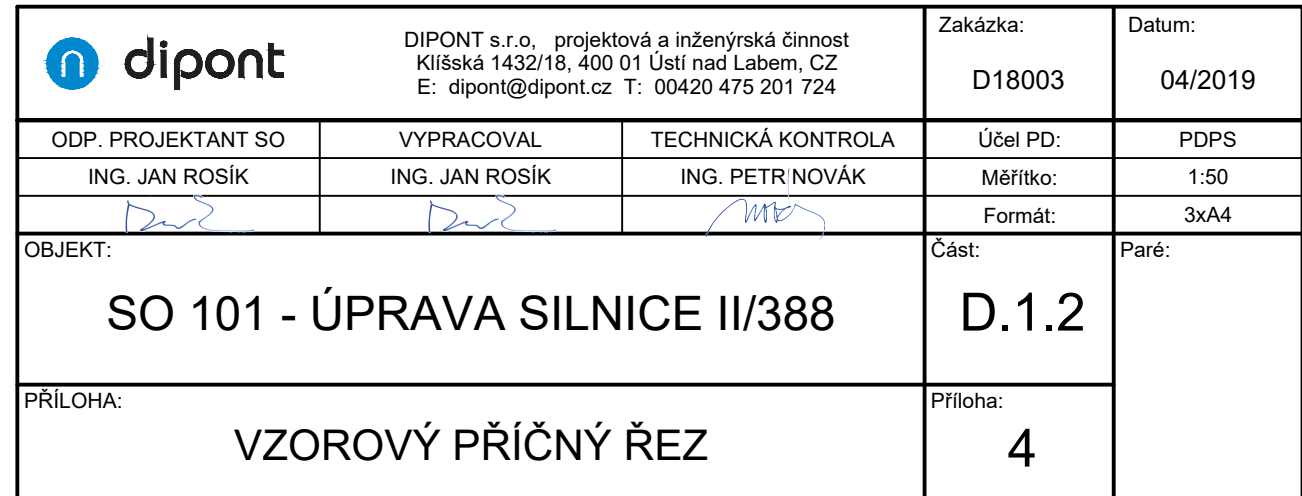 dipont
DIPONT s.r.o, projektová a inženýrská činnost
Klíšská 1432/18, 400 01 Ústí nad Labem, CZ
E: dipont@dipont.cz T: 00420 475 201 724
Zakázka:
D18003
Datum:
04/2019
ODP. PROJEKTANT SO
VYPRACOVAL
TECHNICKÁ KONTROLA
Účel PD:
PDPS
ING. JAN ROSÍK
ING. JAN ROSÍK
ING. PETR NOVÁK
Měřítko:
1:50
Formát:
3xA4
OBJEKT:
SO 101 - ÚPRAVA SILNICE II/388
Část:
D.1.2
Paré:
PŘÍLOHA:
VZOROVÝ PŘÍČNÝ ŘEZ
Příloha:
4